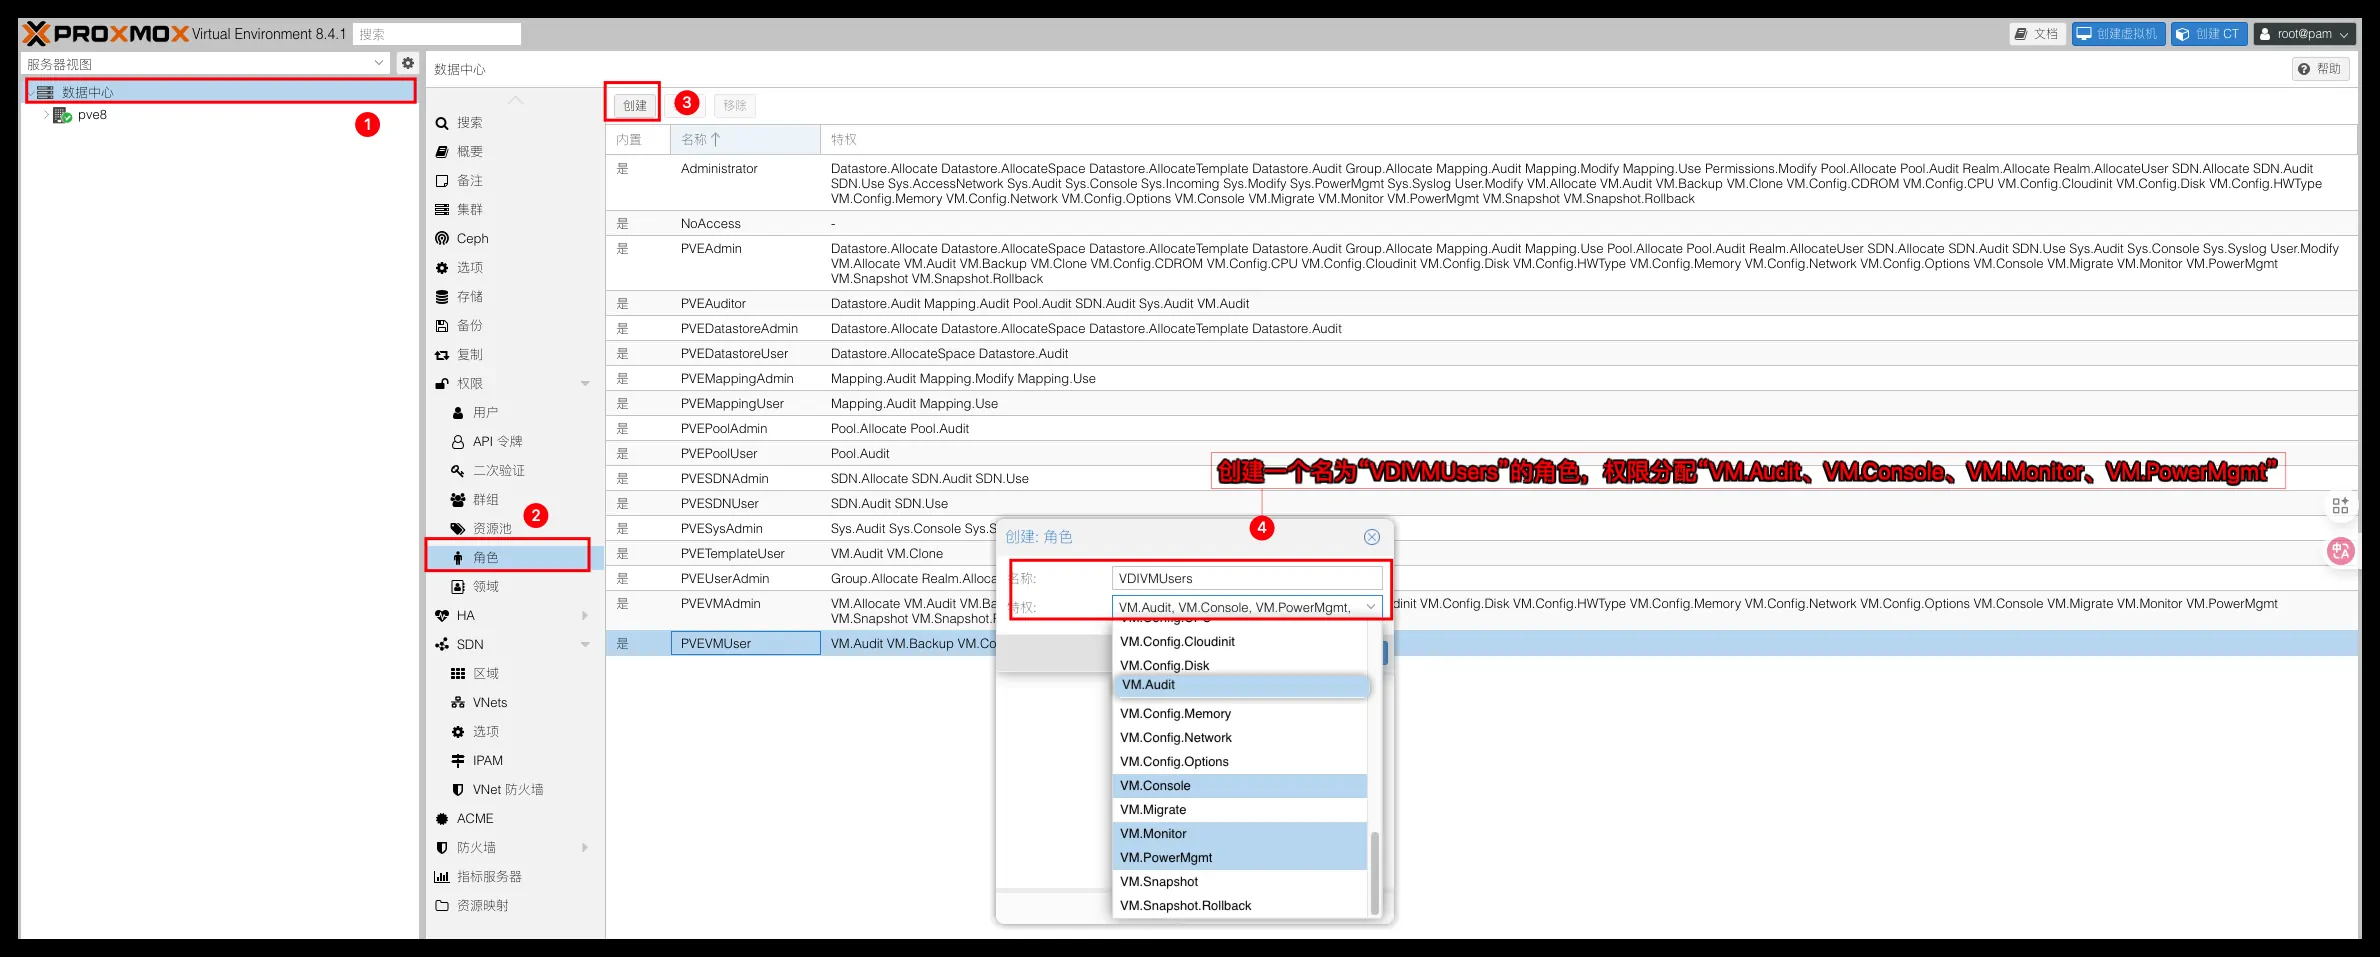 PROXMOX Virtual Environment 8.4.1 搜索
文档 创建虚拟机 创建 CT root@pam
服务器视图
数据中心
pve8
1
数据中心
帮助
搜索
概要
备注
集群
Ceph
选项
存储
备份
复制
权限
用户
API 令牌
二次验证
群组
资源池
2
角色
领域
HA
SDN
区域
VNets
选项
IPAM
VNet 防火墙
ACME
防火墙
指标服务器
资源映射
创建 3 移除
内置 名称 特权
是 Administrator Datastore.Allocate Datastore.AllocateSpace Datastore.AllocateTemplate Datastore.Audit Group.Allocate Mapping.Audit Mapping.Modify Mapping.Use Permissions.Modify Pool.Allocate Pool.Audit Realm.Allocate Realm.AllocateUser SDN.Allocate SDN.Audit
SDN.Use Sys.AccessNetwork Sys.Audit Sys.Console Sys.Incoming Sys.Modify Sys.PowerMgmt Sys.Syslog User.Modify VM.Allocate VM.Audit VM.Backup VM.Clone VM.Config.CDROM VM.Config.CPU VM.Config.Cloudinit VM.Config.Disk VM.Config.HWType
VM.Config.Memory VM.Config.Network VM.Config.Options VM.Console VM.Migrate VM.Monitor VM.PowerMgmt VM.Snapshot VM.Snapshot.Rollback
是 NoAccess -
是 PVEAdmin Datastore.Allocate Datastore.AllocateSpace Datastore.AllocateTemplate Datastore.Audit Group.Allocate Mapping.Audit Mapping.Use Pool.Allocate Pool.Audit Realm.AllocateUser SDN.Allocate SDN.Audit SDN.Use Sys.Audit Sys.Console Sys.Syslog User.Modify
VM.Allocate VM.Audit VM.Backup VM.Clone VM.Config.CDROM VM.Config.CPU VM.Config.Cloudinit VM.Config.Disk VM.Config.HWType VM.Config.Memory VM.Config.Network VM.Config.Options VM.Console VM.Migrate VM.Monitor VM.PowerMgmt
VM.Snapshot VM.Snapshot.Rollback
是 PVEAuditor Datastore.Audit Mapping.Audit Pool.Audit SDN.Audit Sys.Audit VM.Audit
是 PVEDatastoreAdmin Datastore.Allocate Datastore.AllocateSpace Datastore.AllocateTemplate Datastore.Audit
是 PVEDatastoreUser Datastore.AllocateSpace Datastore.Audit
是 PVEMappingAdmin Mapping.Audit Mapping.Modify Mapping.Use
是 PVEMappingUser Mapping.Audit Mapping.Use
是 PVEPoolAdmin Pool.Allocate Pool.Audit
是 PVEPoolUser Pool.Audit
是 PVESDNAdmin SDN.Allocate SDN.Audit SDN.Use
是 PVESDNUser SDN.Audit SDN.Use
是 PVESysAdmin Sys.Audit Sys.Console Sys.S
是 PVETemplateUser VM.Audit VM.Clone
是 PVEUserAdmin Group.Allocate Realm.Alloca
是 PVEVMAdmin VM.Allocate VM.Audit VM.Ba dinit VM.Config.Disk VM.Config.HWType VM.Config.Memory VM.Config.Network VM.Config.Options VM.Console VM.Migrate VM.Monitor VM.PowerMgmt
VM.Snapshot VM.Snapshot.R
是 PVEVMUser VM.Audit VM.Backup VM.Co
创建一个名为“VDIVMUsers”的角色，权限分配“VM.Audit、VM.Console、VM.Monitor、VM.PowerMgmt”
4
创建: 角色
名称: VDIVMUsers
特权: VM.Audit, VM.Console, VM.PowerMgmt,
VM.Config.CPU
VM.Config.Cloudinit
VM.Config.Disk
VM.Audit
VM.Config.Memory
VM.Config.Network
VM.Config.Options
VM.Console
VM.Migrate
VM.Monitor
VM.PowerMgmt
VM.Snapshot
VM.Snapshot.Rollback